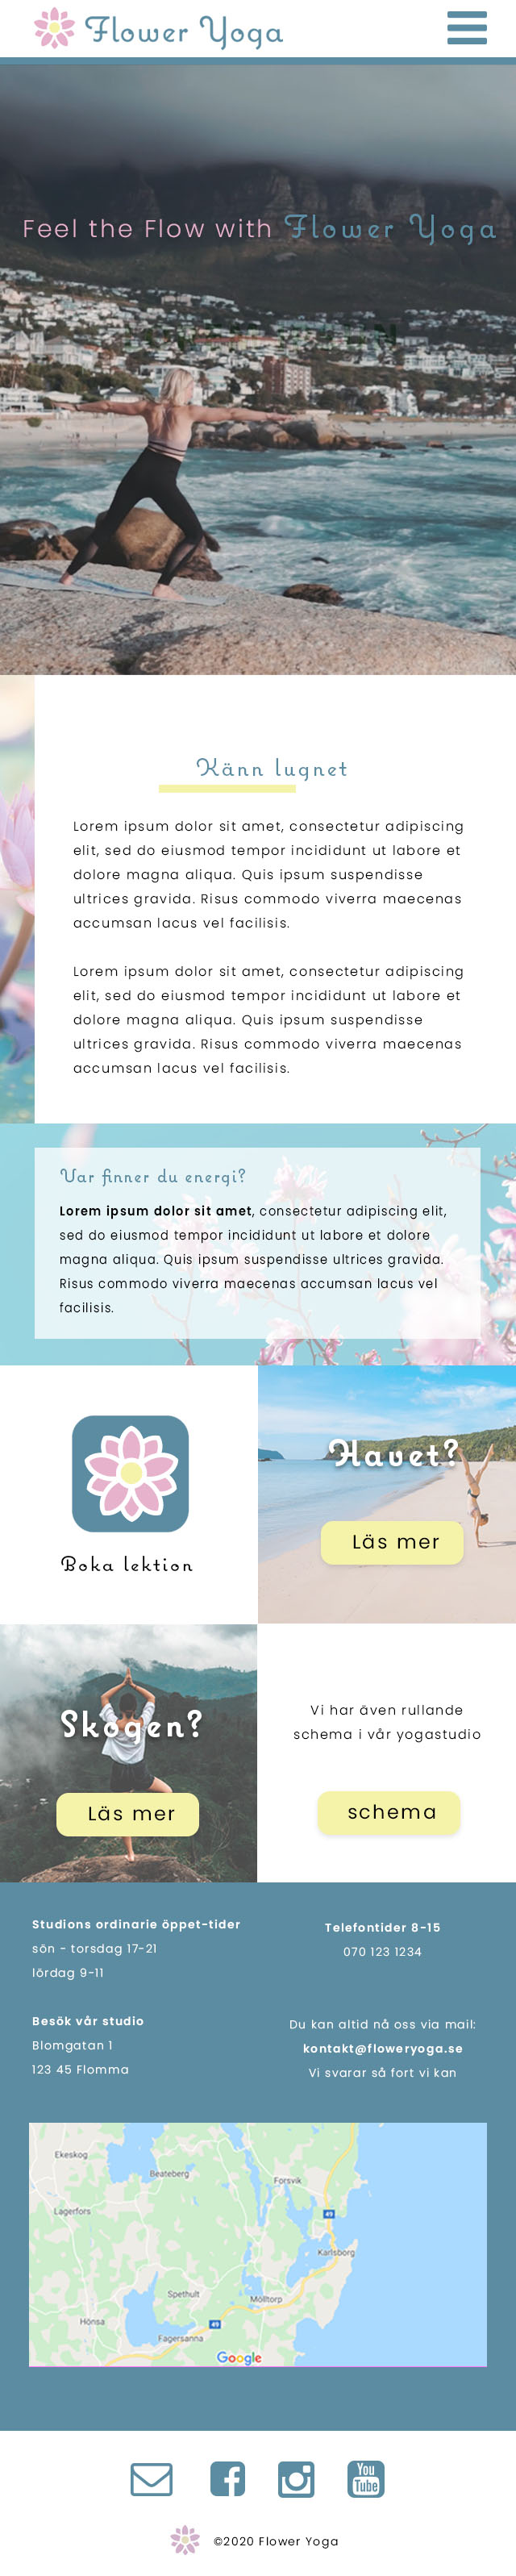 Flower Yoga
Feel the Flow with Flower Yoga
Känn lugnet
Lorem ipsum dolor sit amet, consectetur adipiscing
elit, sed do eiusmod tempor incididunt ut labore et
dolore magna aliqua. Quis ipsum suspendisse
ultrices gravida. Risus commodo viverra maecenas
accumsan lacus vel facilisis.
Lorem ipsum dolor sit amet, consectetur adipiscing
elit, sed do eiusmod tempor incididunt ut labore et
dolore magna aliqua. Quis ipsum suspendisse
ultrices gravida. Risus commodo viverra maecenas
accumsan lacus vel facilisis.
Var finner du energi?
Lorem ipsum dolor sit amet, consectetur adipiscing elit,
sed do eiusmod tempor incididunt ut labore et dolore
magna aliqua. Quis ipsum suspendisse ultrices gravida.
Risus commodo viverra maecenas accumsan lacus vel
facilisis.
Boka lektion
Havet?
Läs mer
Skogen?
Läs mer
Vi har även rullande
schema i vår yogastudio
schema
Studions ordinarie öppet-tider
sön - torsdag 17-21
lördag 9-11
Besök vår studio
Blomgatan 1
123 45 Flomma
Telefontider 8-15
070 123 1234
Du kan altid nå oss via mail:
kontakt@floweryoga.se
Vi svarar så fort vi kan
Ekeskog
Beateberg
Forsvik
Lagerfors
49
Karlsborg
Spethult
Mölltorp
Hönsa
49
Fagersanna
Google
You
Tube
©2020 Flower Yoga